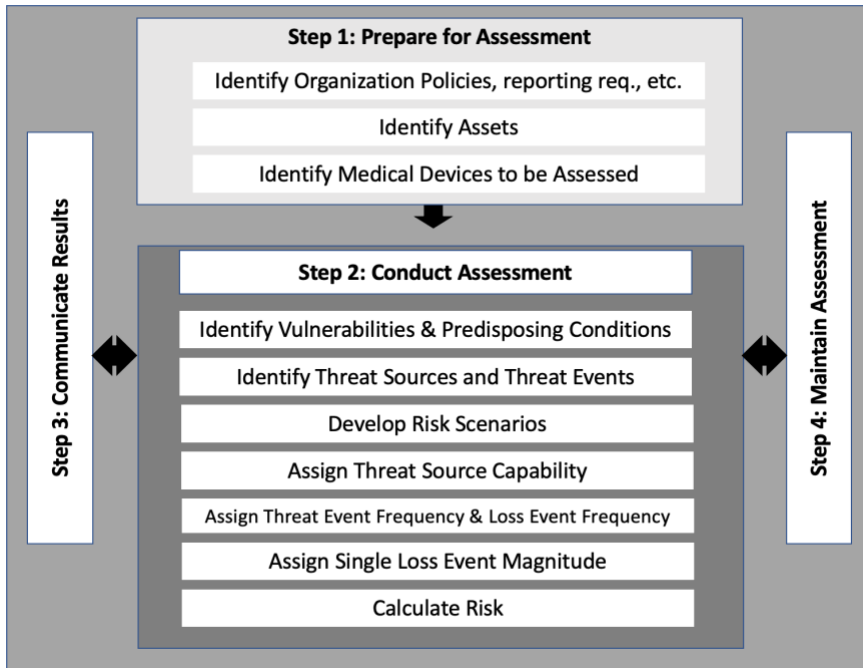 Step 1: Prepare for Assessment
Identify Organization Policies, reporting req., etc.
Identify Assets
Identify Medical Devices to be Assessed
Step 2: Conduct Assessment
Identify Vulnerabilities & Predisposing Conditions
Identify Threat Sources and Threat Events
Develop Risk Scenarios
Assign Threat Source Capability
Assign Threat Event Frequency & Loss Event Frequency
Assign Single Loss Event Magnitude
Calculate Risk
Step 3: Communicate Results
Step 4: Maintain Assessment